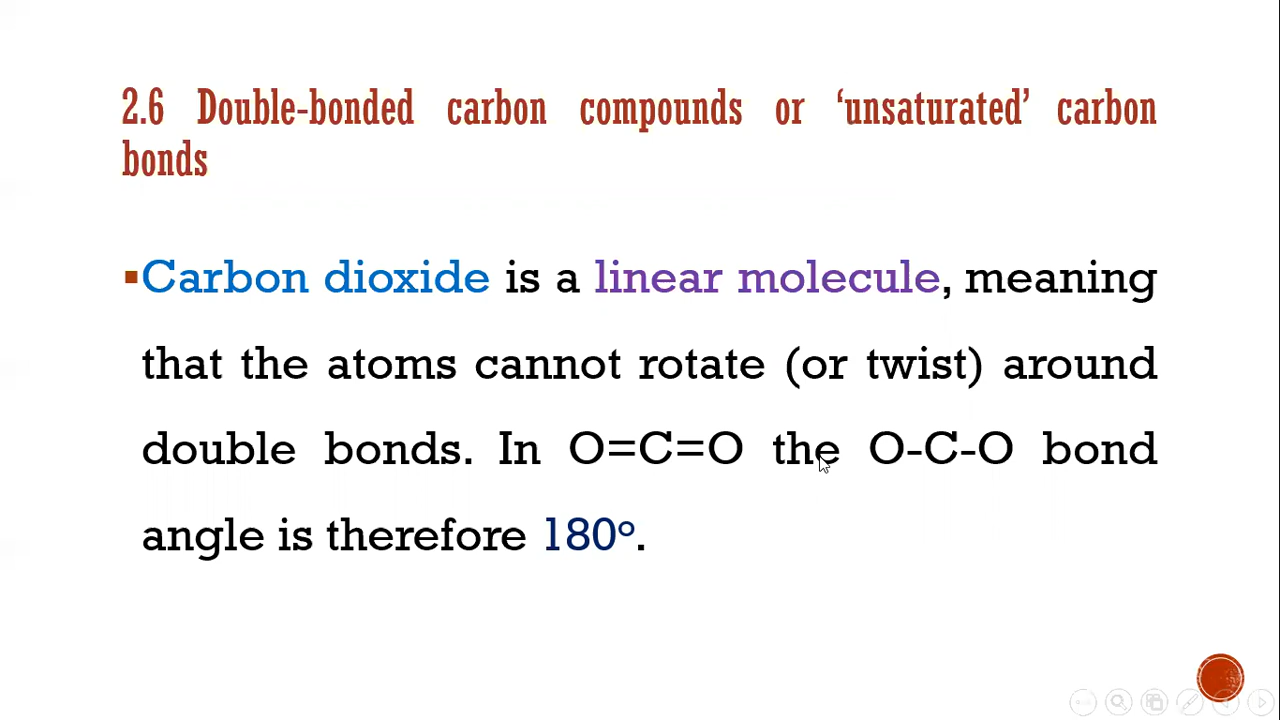 2.6 Double-bonded carbon compounds or ‘unsaturated’ carbon
bonds
▪Carbon dioxide is a linear molecule, meaning
that the atoms cannot rotate (or twist) around
double bonds. In O=C=O the O-C-O bond
angle is therefore 180º.